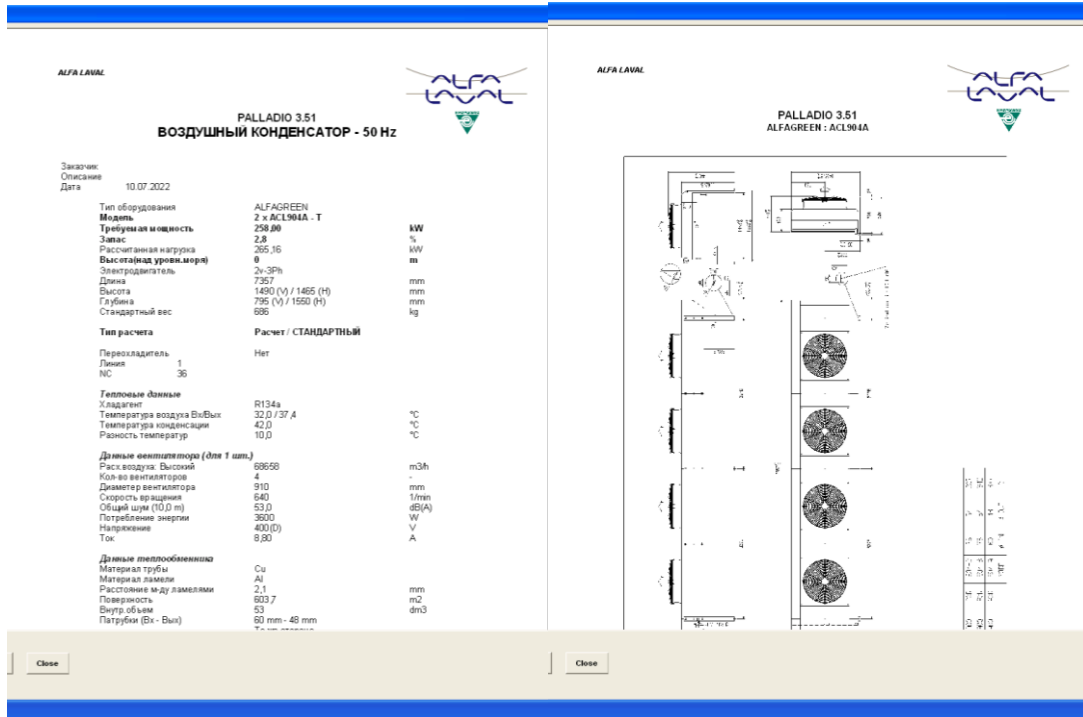 ALFA LAVAL
ALFA LAVAL
PALLADIO 3.51
ВОЗДУШНЫЙ КОНДЕНСАТОР - 50 Hz
Заказчик
Описание
Дата 10.07.2022
Тип оборудования ALFAGREEN
Модель 2 x ACL904A - T
Требуемая мощность 258,00 kW
Запас 2,8 %
Рассчитанная нагрузка 265,16 kW
Высота(над уровн.моря) 0 m
Электродвигатель 2v-3Ph
Длина 7357 mm
Высота 1490 (V) / 1465 (H) mm
Глубина 795 (V) / 1550 (H) mm
Стандартный вес 686 kg
Тип расчета Расчет / СТАНДАРТНЫЙ
Переохладитель Нет
Линия 1
NC 36
Тепловые данные
Хладагент R134a
Температура воздуха Вх/Вых 32,0 / 37,4 °C
Температура конденсации 42,0 °C
Разность температур 10,0 °C
Данные вентилятора (для 1 шт.)
Расх.воздуха: Высокий 68658 m3/h
Кол-во вентиляторов 4 -
Диаметер вентилятора 910 mm
Скорость вращения 640 1/min
Общий шум (10,0 m) 53,0 dB(A)
Потребление энергии 3600 W
Напряжение 400(D) V
Ток 8,80 A
Данные теплообменника
Материал трубы Cu
Материал ламели Al
Расстояние м-ду ламелями 2,1 mm
Поверхность 603,7 m2
Внутр.объем 53 dm3
Патрубки (Вх - Вых) 60 mm - 48 mm
Close
ALFA LAVAL
ALFA LAVAL
PALLADIO 3.51
ALFAGREEN : ACL904A
Close